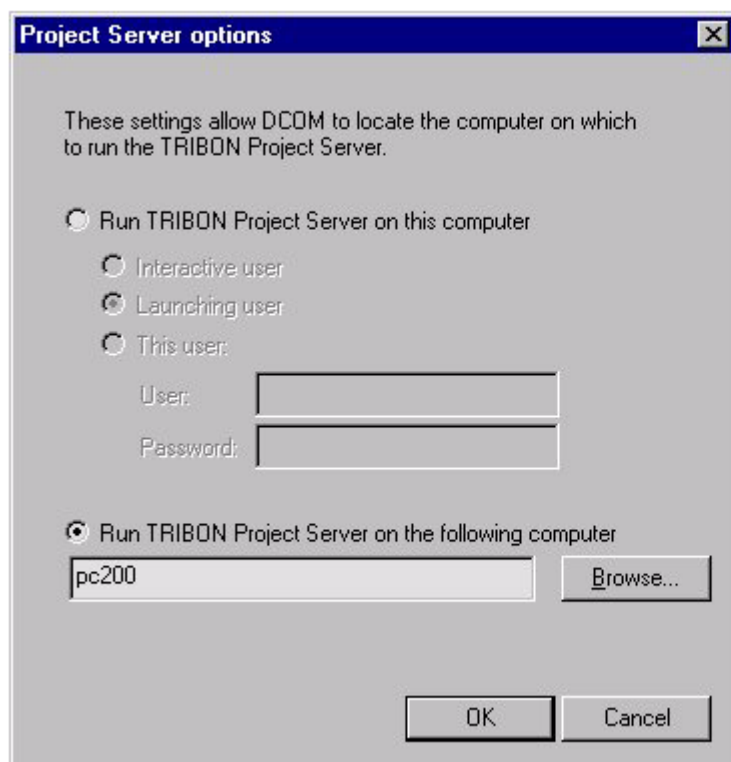 Project Server options
These settings allow DCOM to locate the computer on which
to run the TRIBON Project Server.
Run TRIBON Project Server on this computer
Interactive user
Launching user
This user:
User:
Password:
Run TRIBON Project Server on the following computer
pc200
Browse...
OK
Cancel